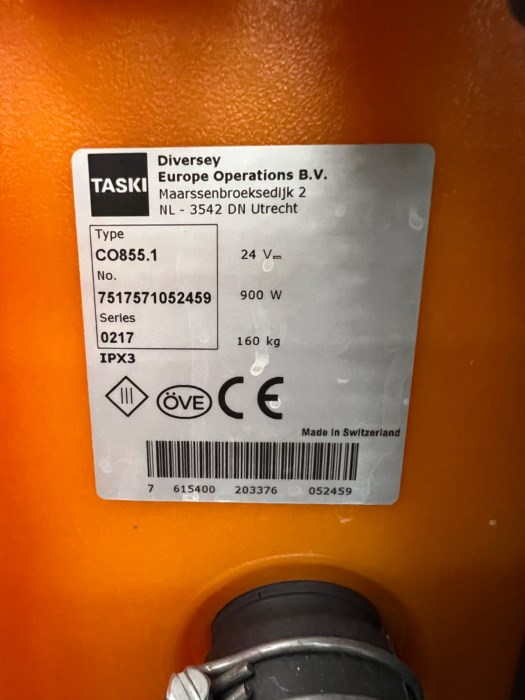 TASKI
Diversey
Europe Operations B.V.
Maarssenbroeksedijk 2
NL - 3542 DN Utrecht
Type
CO855.1
24 V⎓
No.
7517571052459
900 W
Series
0217
160 kg
IPX3
III
ÖVE
CE
Made in Switzerland
7 615400 203376 052459